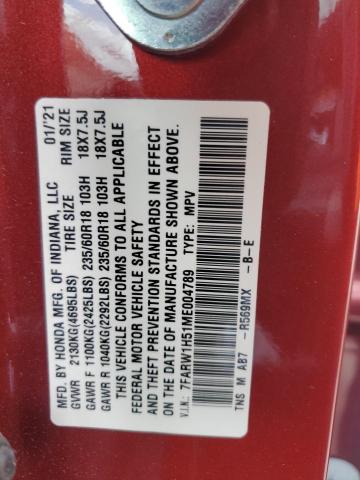 MFD. BY HONDA MFG. OF INDIANA, LLC 01/'21
TIRE SIZE RIM SIZE
GVWR 2130KG(4695LBS)
GAWR F 1100KG(2425LBS) 235/60R18 103H 18X7.5J
GAWR R 1040KG(2292LBS) 235/60R18 103H 18X7.5J
THIS VEHICLE CONFORMS TO ALL APPLICABLE
FEDERAL MOTOR VEHICLE SAFETY
AND THEFT PREVENTION STANDARDS IN EFFECT
ON THE DATE OF MANUFACTURE SHOWN ABOVE.
V.I.N.: 7FARW1H51ME004789 TYPE: MPV
TNS M AB7 -R569MX -B-E